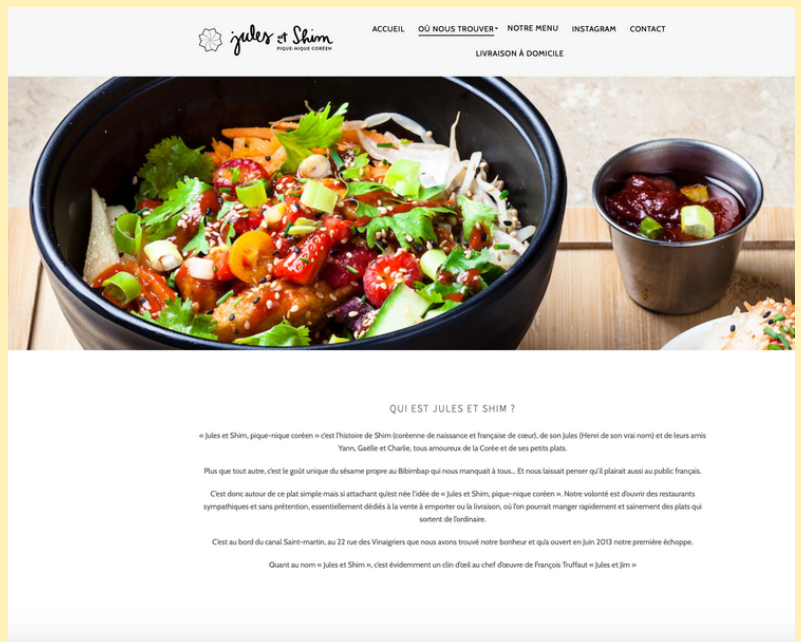 jules et Shim
PIQUE-NIQUE CORÉEN
ACCUEIL OÙ NOUS TROUVER NOTRE MENU INSTAGRAM CONTACT
LIVRAISON À DOMICILE
QUI EST JULES ET SHIM ?
« Jules et Shim, pique-nique coréen » c'est l'histoire de Shim (coréenne de naissance et française de cœur), de son Jules (Henri de son vrai nom) et de leurs amis
Yann, Gaëlle et Charlie, tous amoureux de la Corée et de ses petits plats.
Plus que tout autre, c'est le goût unique du sésame propre au Bibimbap qui nous manquait à tous... Et nous laissait penser qu'il plairait aussi au public français.
C'est donc autour de ce plat simple mais si attachant qu'est née l'idée de « Jules et Shim, pique-nique coréen ». Notre volonté est d'ouvrir des restaurants
sympathiques et sans prétention, essentiellement dédiés à la vente à emporter ou la livraison, où l'on pourrait manger rapidement et sainement des plats qui
sortent de l'ordinaire.
C'est au bord du canal Saint-martin, au 22 rue des Vinaigriers que nous avons trouvé notre bonheur et qu'a ouvert en Juin 2013 notre première échoppe.
Quant au nom « Jules et Shim », c'est évidemment un clin d'œil au chef d'œuvre de François Truffaut « Jules et Jim »